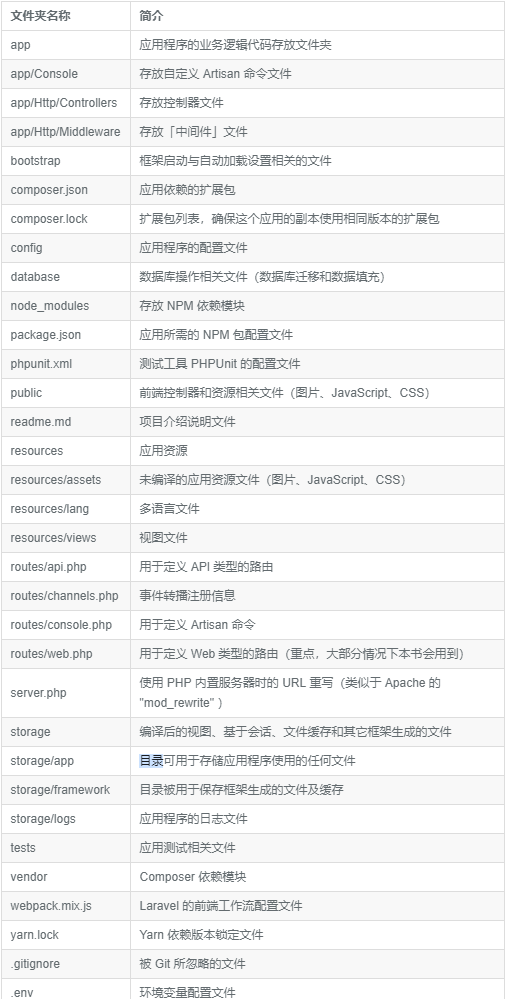 文件夹名称 简介
app 应用程序的业务逻辑代码存放文件夹
app/Console 存放自定义 Artisan 命令文件
app/Http/Controllers 存放控制器文件
app/Http/Middleware 存放「中间件」文件
bootstrap 框架启动与自动加载设置相关的文件
composer.json 应用依赖的扩展包
composer.lock 扩展包列表，确保这个应用的副本使用相同版本的扩展包
config 应用程序的配置文件
database 数据库操作相关文件（数据库迁移和数据填充）
node_modules 存放 NPM 依赖模块
package.json 应用所需的 NPM 包配置文件
phpunit.xml 测试工具 PHPUnit 的配置文件
public 前端控制器和资源相关文件（图片、JavaScript、CSS）
readme.md 项目介绍说明文件
resources 应用资源
resources/assets 未编译的应用资源文件（图片、JavaScript、CSS）
resources/lang 多语言文件
resources/views 视图文件
routes/api.php 用于定义 API 类型的路由
routes/channels.php 事件转播注册信息
routes/console.php 用于定义 Artisan 命令
routes/web.php 用于定义 Web 类型的路由（重点，大部分情况下本书会用到）
server.php 使用 PHP 内置服务器时的 URL 重写（类似于 Apache 的
"mod_rewrite" ）
storage 编译后的视图、基于会话、文件缓存和其它框架生成的文件
storage/app 目录可用于存储应用程序使用的任何文件
storage/framework 目录被用于保存框架生成的文件及缓存
storage/logs 应用程序的日志文件
tests 应用测试相关文件
vendor Composer 依赖模块
webpack.mix.js Laravel 的前端工作流配置文件
yarn.lock Yarn 依赖版本锁定文件
.gitignore 被 Git 所忽略的文件
.env 环境变量配置文件